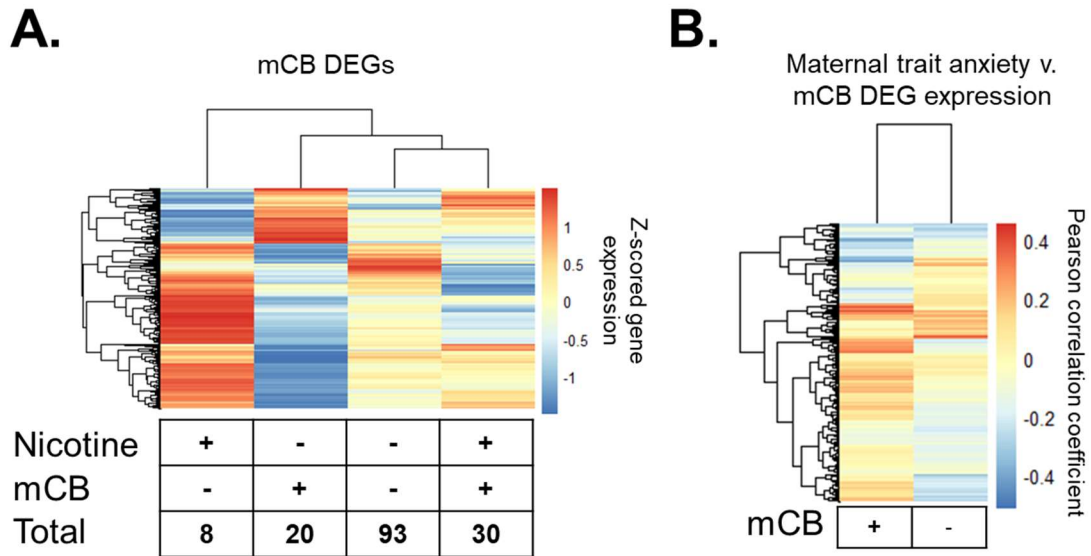 A.
mCB DEGs
1
0.5
0
-0.5
-1
Z-scored gene
expression
Nicotine + - - +
mCB - + - +
Total 8 20 93 30
B.
Maternal trait anxiety v.
mCB DEG expression
0.4
0.2
0
-0.2
-0.4
Pearson correlation coefficient
mCB + -